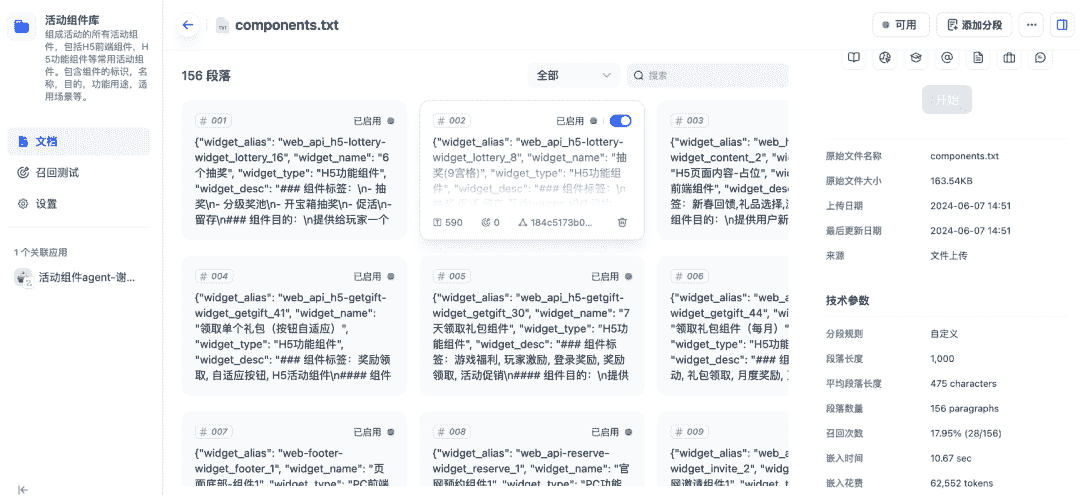 活动组件库
组成活动的所有活动组
件，包括H5前端组件、H
5功能组件等常用活动组
件。包含组件的标识，名
称，目的，功能用途，适
用场景等。
文档
召回测试
设置
1 个关联应用
活动组件agent-谢...
TXT
components.txt
可用
添加分段
156 段落
全部
搜索
# 001
已启用
{"widget_alias": "web_api_h5-lottery-
widget_lottery_16", "widget_name": "6
个抽奖", "widget_type": "H5功能组件",
"widget_desc": "### 组件标签：\n- 抽
奖\n- 分级奖池\n- 开宝箱抽奖\n- 促活\n-
留存\n### 组件目的：\n提供给玩家一个
# 002
已启用
{"widget_alias": "web_api_h5-lottery-
widget_lottery_8", "widget_name": "抽
奖(9宫格)", "widget_type": "H5功能组
件", "widget_desc": "### 组件标签：\n
590
0
184c5173b0...
# 003
{"widget_alias": "
widget_content_2"
"H5页面内容-占位"
前端组件", "widget
签：新春回馈,礼品选择,
组件目的：\n提供用户新
# 004
已启用
{"widget_alias": "web_api_h5-getgift-
widget_getgift_41", "widget_name":
"领取单个礼包（按钮自适应）",
"widget_type": "H5功能组件",
"widget_desc": "### 组件标签：奖励领
取, 自适应按钮, H5活动组件\n#### 组件
# 005
已启用
{"widget_alias": "web_api_h5-getgift-
widget_getgift_30", "widget_name":
"7天领取礼包组件", "widget_type": "H5功
能组件", "widget_desc": "### 组件标
签：游戏福利, 玩家激励, 登录奖励, 奖励
领取, 活动促销\n#### 组件目的：\n提供
# 006
{"widget_alias": "
widget_getgift_44"
"领取礼包组件（每月）"
"widget_type": "H5
"widget_desc": "##
动, 礼包领取, 月度奖励,
# 007
已启用
{"widget_alias": "web-footer-
widget_footer_1", "widget_name": "页
面底部-组件1", "widget_type": "PC前端
# 008
已启用
{"widget_alias": "web_api-reserve-
widget_reserve_1", "widget_name": "官
网预约组件1", "widget_type": "PC功能
# 009
{"widget_alias": "
widget_invite_2", "
网邀请组件1", "widg
开始
原始文件名称 components.txt
原始文件大小 163.54KB
上传日期 2024-06-07 14:51
最后更新日期 2024-06-07 14:51
来源 文件上传
技术参数
分段规则 自定义
段落长度 1,000
平均段落长度 475 characters
段落数量 156 paragraphs
召回次数 17.95% (28/156)
嵌入时间 10.67 sec
嵌入花费 62,552 tokens